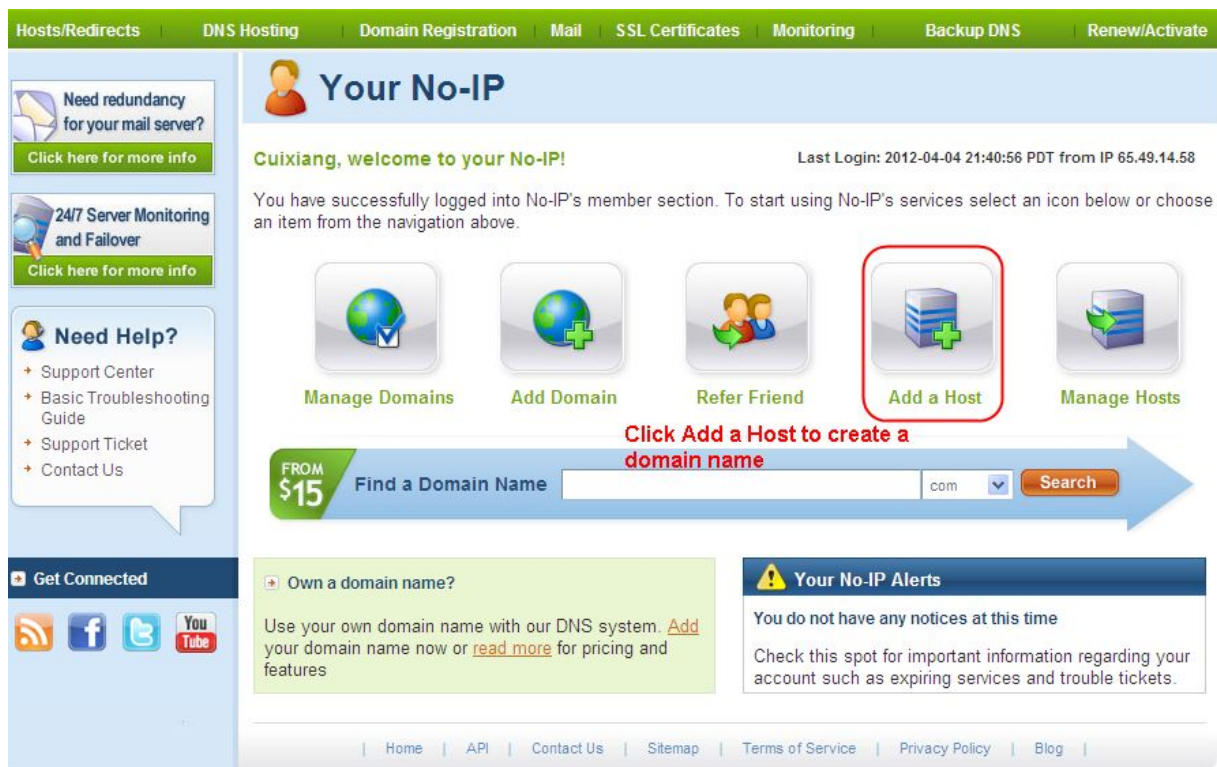 Hosts/Redirects DNS Hosting Domain Registration Mail SSL Certificates Monitoring Backup DNS Renew/Activate
Need redundancy
for your mail server?
Click here for more info
24/7 Server Monitoring
and Failover
Click here for more info
Need Help?
Support Center
Basic Troubleshooting
Guide
Support Ticket
Contact Us
Get Connected
You
Tube
Your No-IP
Cuixiang, welcome to your No-IP! Last Login: 2012-04-04 21:40:56 PDT from IP 65.49.14.58
You have successfully logged into No-IP's member section. To start using No-IP's services select an icon below or choose
an item from the navigation above.
Manage Domains Add Domain Refer Friend Add a Host Manage Hosts
Click Add a Host to create a
domain name
FROM
$15
Find a Domain Name com Search
Own a domain name?
Use your own domain name with our DNS system. Add
your domain name now or read more for pricing and
features
Your No-IP Alerts
You do not have any notices at this time
Check this spot for important information regarding your
account such as expiring services and trouble tickets.
| Home | API | Contact Us | Sitemap | Terms of Service | Privacy Policy | Blog |